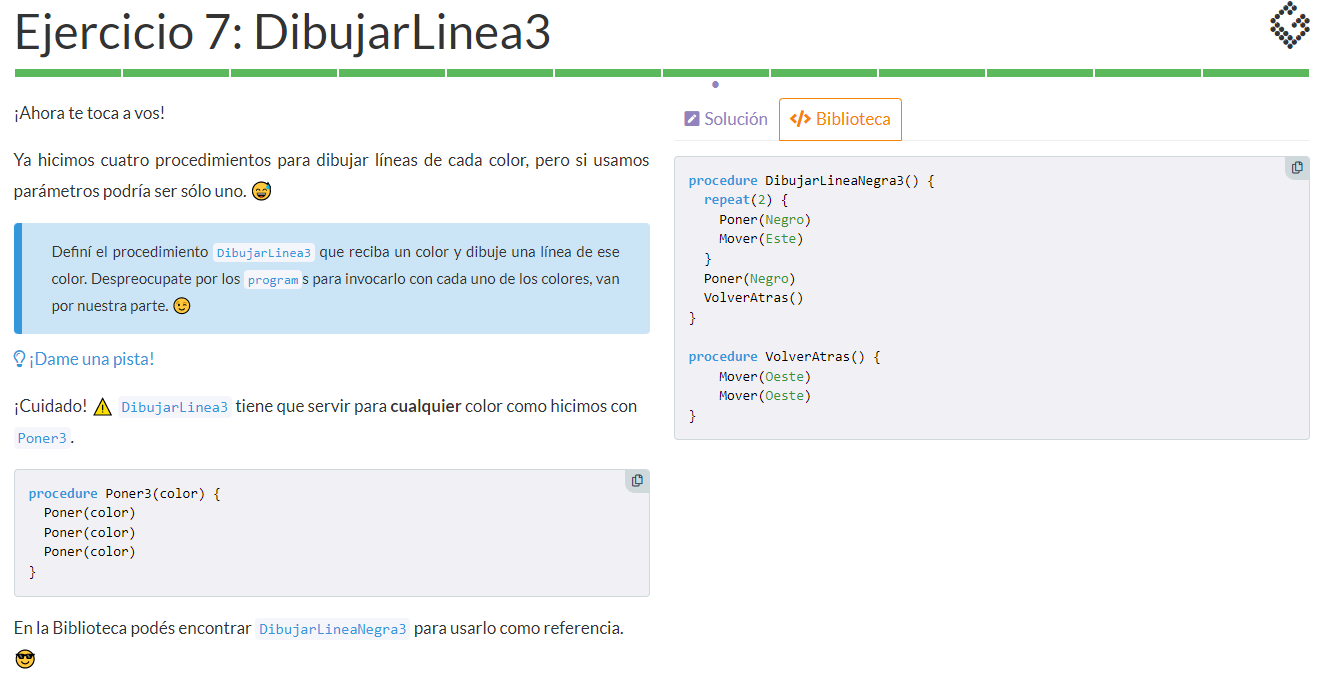 Ejercicio 7: DibujarLinea3
¡Ahora te toca a vos!
Ya hicimos cuatro procedimientos para dibujar líneas de cada color, pero si usamos
parámetros podría ser sólo uno. 😅
Definí el procedimiento DibujarLinea3 que reciba un color y dibuje una línea de ese
color. Despreocupate por los programs para invocarlo con cada uno de los colores, van
por nuestra parte. 😉
¡Dame una pista!
¡Cuidado! ⚠️ DibujarLinea3 tiene que servir para cualquier color como hicimos con
Poner3.
procedure Poner3(color) {
  Poner(color)
  Poner(color)
  Poner(color)
}
En la Biblioteca podés encontrar DibujarLineaNegra3 para usarlo como referencia.
😎
Solución
</> Biblioteca
procedure DibujarLineaNegra3() {
  repeat(2) {
    Poner(Negro)
    Mover(Este)
  }
  Poner(Negro)
  VolverAtras()
}
procedure VolverAtras() {
    Mover(Oeste)
    Mover(Oeste)
}